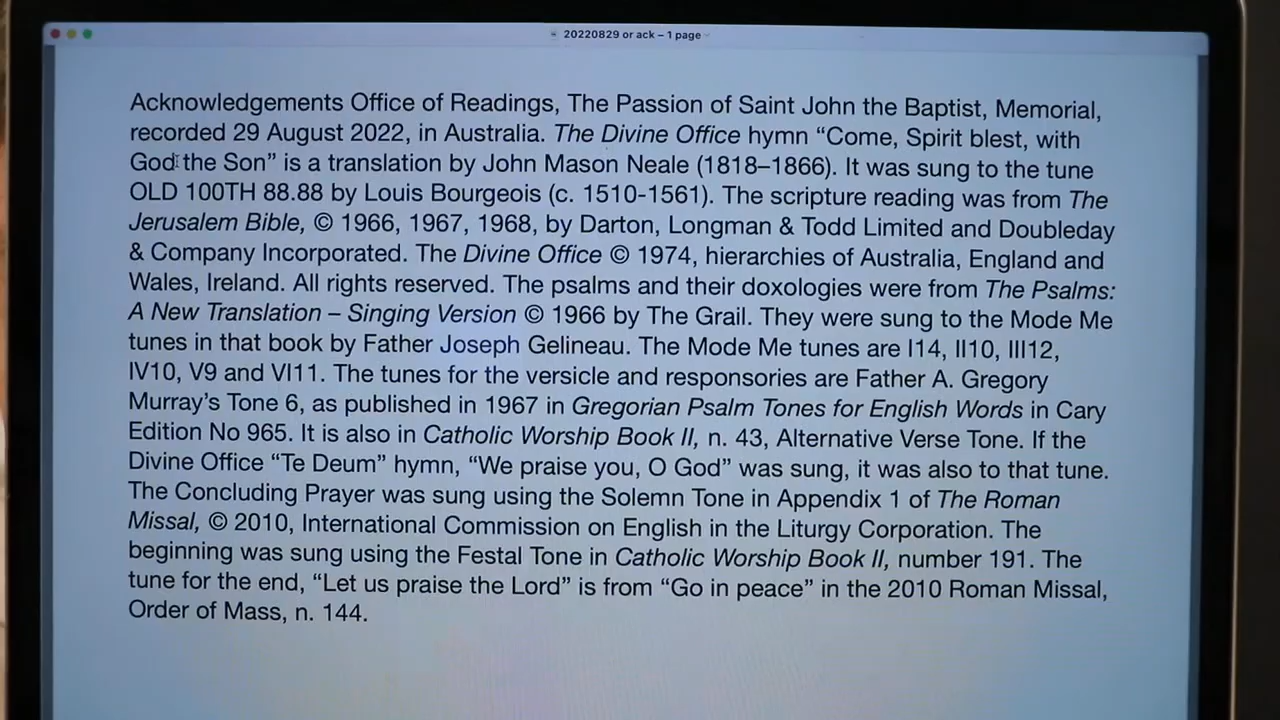 20220829 or ack – 1 page
Acknowledgements Office of Readings, The Passion of Saint John the Baptist, Memorial,
recorded 29 August 2022, in Australia. The Divine Office hymn “Come, Spirit blest, with
God the Son” is a translation by John Mason Neale (1818–1866). It was sung to the tune
OLD 100TH 88.88 by Louis Bourgeois (c. 1510-1561). The scripture reading was from The
Jerusalem Bible, © 1966, 1967, 1968, by Darton, Longman & Todd Limited and Doubleday
& Company Incorporated. The Divine Office © 1974, hierarchies of Australia, England and
Wales, Ireland. All rights reserved. The psalms and their doxologies were from The Psalms:
A New Translation – Singing Version © 1966 by The Grail. They were sung to the Mode Me
tunes in that book by Father Joseph Gelineau. The Mode Me tunes are I14, II10, III12,
IV10, V9 and VI11. The tunes for the versicle and responsories are Father A. Gregory
Murray’s Tone 6, as published in 1967 in Gregorian Psalm Tones for English Words in Cary
Edition No 965. It is also in Catholic Worship Book II, n. 43, Alternative Verse Tone. If the
Divine Office “Te Deum” hymn, “We praise you, O God” was sung, it was also to that tune.
The Concluding Prayer was sung using the Solemn Tone in Appendix 1 of The Roman
Missal, © 2010, International Commission on English in the Liturgy Corporation. The
beginning was sung using the Festal Tone in Catholic Worship Book II, number 191. The
tune for the end, “Let us praise the Lord” is from “Go in peace” in the 2010 Roman Missal,
Order of Mass, n. 144.